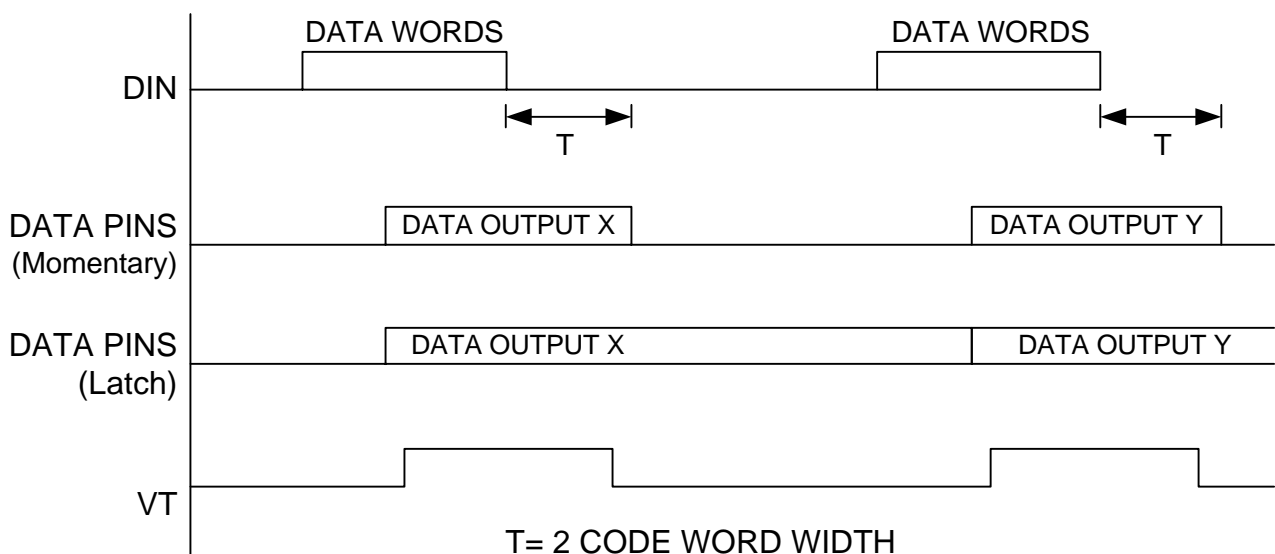 DATA WORDS DATA WORDS
DIN
T T
DATA PINS
(Momentary)
DATA OUTPUT X DATA OUTPUT Y
DATA PINS
(Latch)
DATA OUTPUT X DATA OUTPUT Y
VT
T= 2 CODE WORD WIDTH